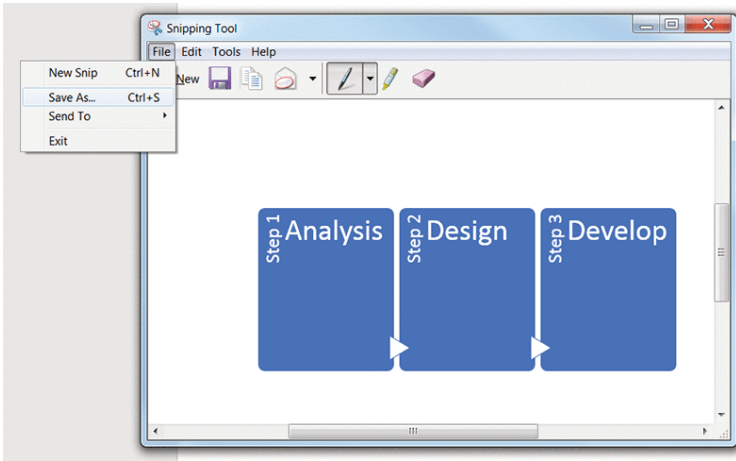 Snipping Tool
File Edit Tools Help
New Snip Ctrl+N
New
Save As... Ctrl+S
Send To
Exit
Step 1 Analysis
Step 2 Design
Step 3 Develop